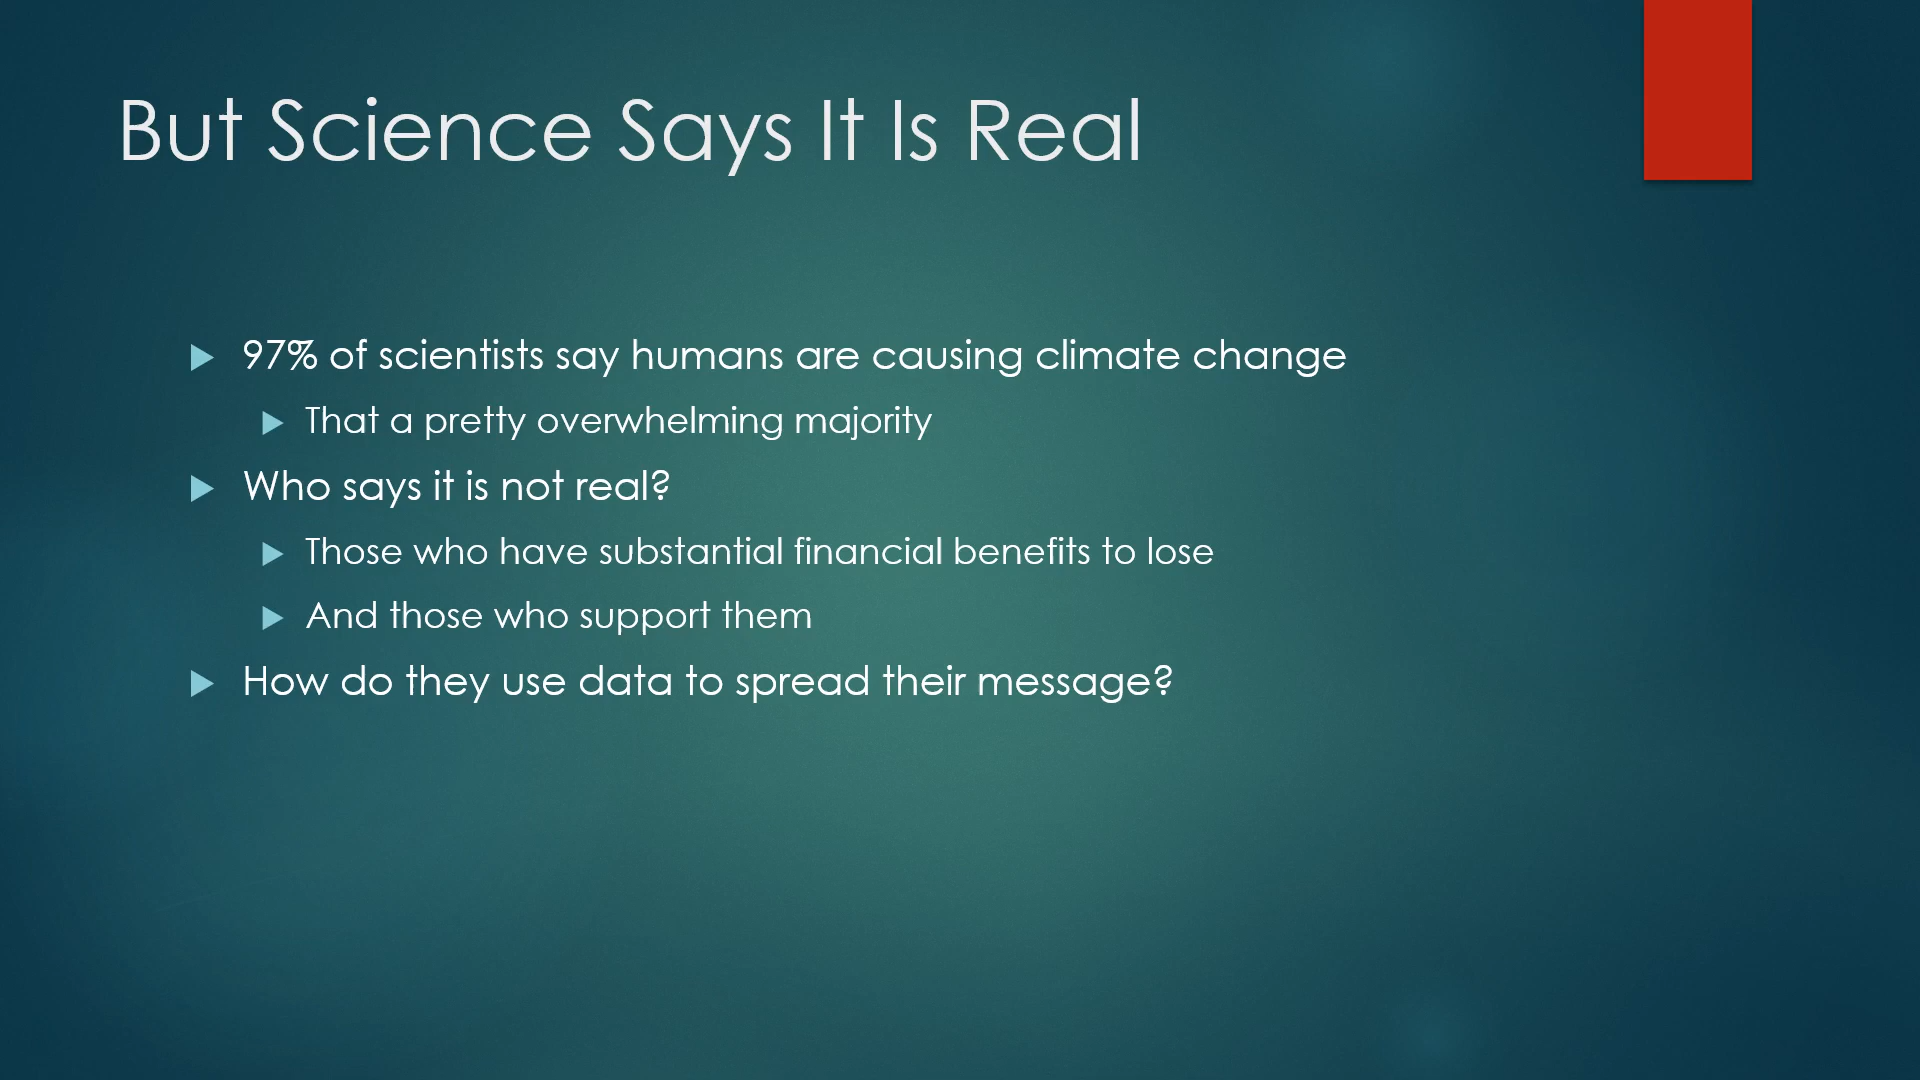 But Science Says It Is Real
97% of scientists say humans are causing climate change
That a pretty overwhelming majority
Who says it is not real?
Those who have substantial financial benefits to lose
And those who support them
How do they use data to spread their message?